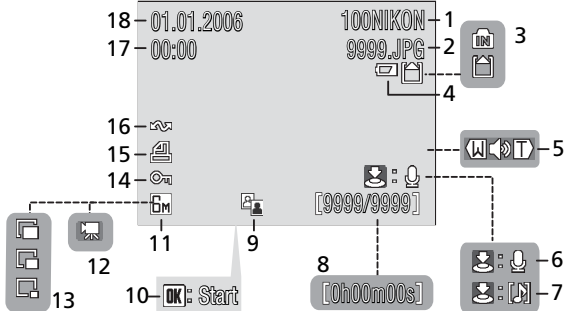 18 01.01.2006 100NIKON 1
17 00:00 9999.JPG 2
3
IN
4
16
15
14
W T 5
:
6M [9999/9999]
11 9
12
13
10 OK: Start
8
[0h00m00s]
: 6
: [♪] 7